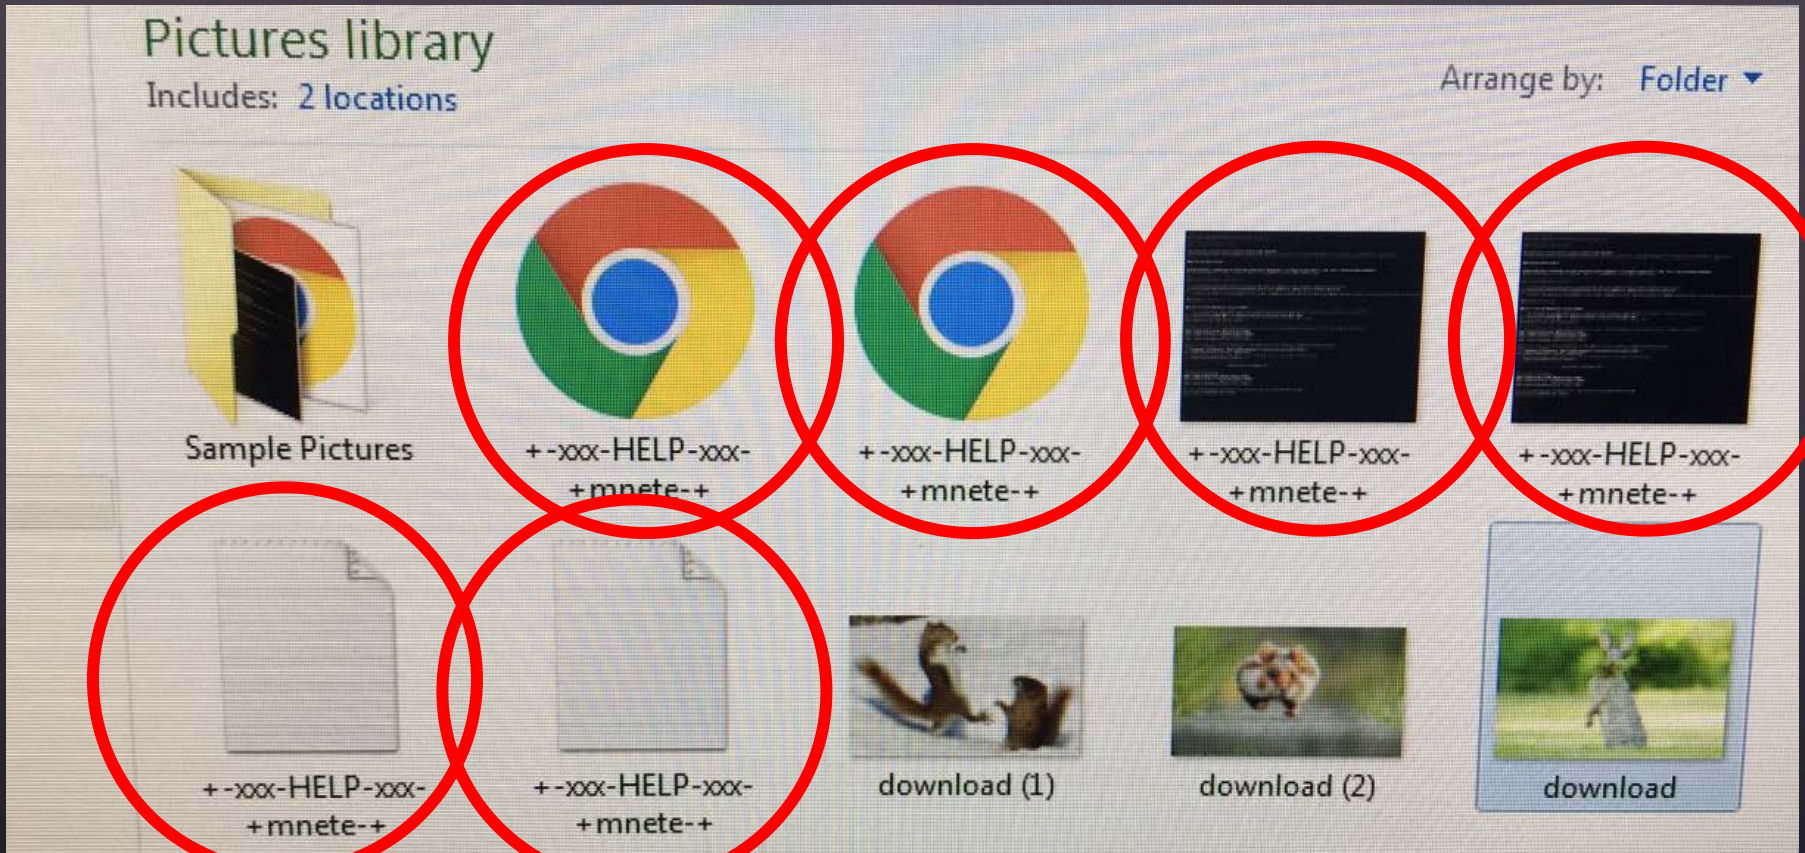 Pictures library
Includes: 2 locations
Arrange by: Folder
Sample Pictures
+-xxx-HELP-xxx-
+mnete-+
+-xxx-HELP-xxx-
+mnete-+
+-xxx-HELP-xxx-
+mnete-+
+-xxx-HELP-xxx-
+mnete-+
+-xxx-HELP-xxx-
+mnete-+
+-xxx-HELP-xxx-
+mnete-+
download (1)
download (2)
download